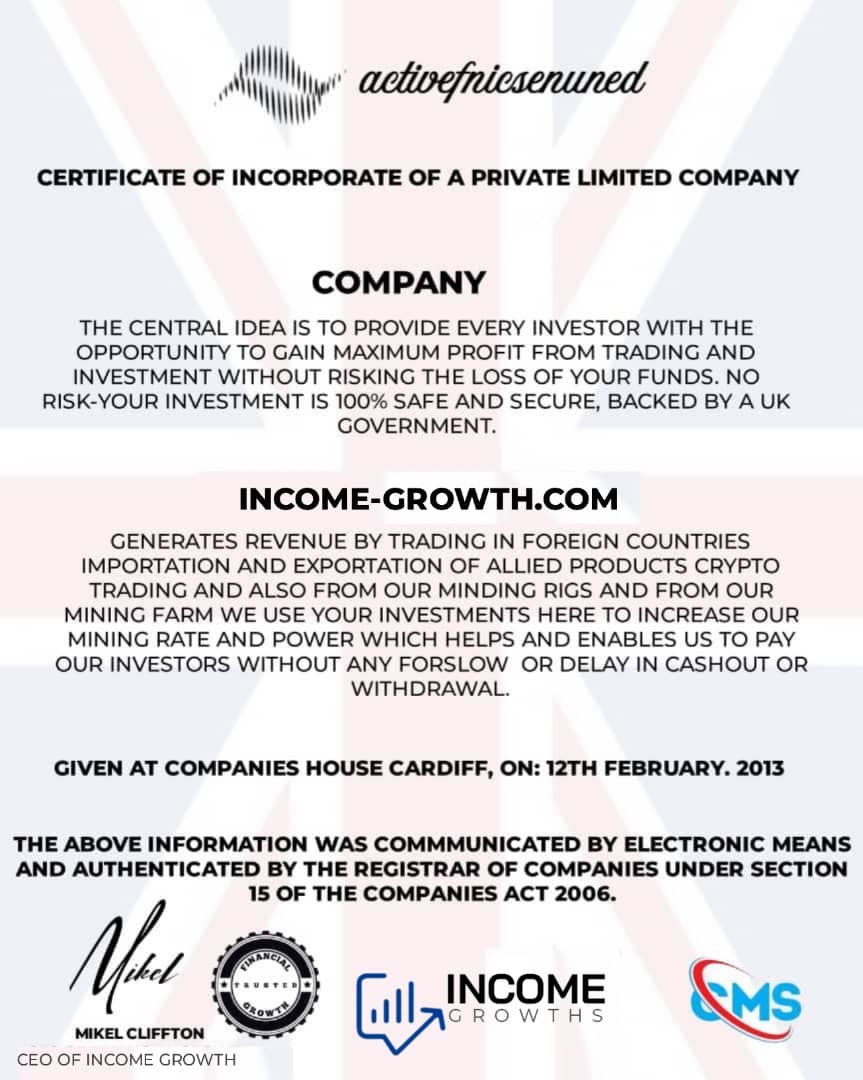 activefnicsenuned
CERTIFICATE OF INCORPORATE OF A PRIVATE LIMITED COMPANY
COMPANY
THE CENTRAL IDEA IS TO PROVIDE EVERY INVESTOR WITH THE
OPPORTUNITY TO GAIN MAXIMUM PROFIT FROM TRADING AND
INVESTMENT WITHOUT RISKING THE LOSS OF YOUR FUNDS. NO
RISK-YOUR INVESTMENT IS 100% SAFE AND SECURE, BACKED BY A UK
GOVERNMENT.
INCOME-GROWTH.COM
GENERATES REVENUE BY TRADING IN FOREIGN COUNTRIES
IMPORTATION AND EXPORTATION OF ALLIED PRODUCTS CRYPTO
TRADING AND ALSO FROM OUR MINDING RIGS AND FROM OUR
MINING FARM WE USE YOUR INVESTMENTS HERE TO INCREASE OUR
MINING RATE AND POWER WHICH HELPS AND ENABLES US TO PAY
OUR INVESTORS WITHOUT ANY FORSLOW OR DELAY IN CASHOUT OR
WITHDRAWAL.
GIVEN AT COMPANIES HOUSE CARDIFF, ON: 12TH FEBRUARY. 2013
THE ABOVE INFORMATION WAS COMMMUNICATED BY ELECTRONIC MEANS
AND AUTHENTICATED BY THE REGISTRAR OF COMPANIES UNDER SECTION
15 OF THE COMPANIES ACT 2006.
Mikel
MIKEL CLIFFTON
CEO OF INCOME GROWTH
FINANCIAL
TRUSTED
GROWTH
INCOME
GROWTHS
CMS